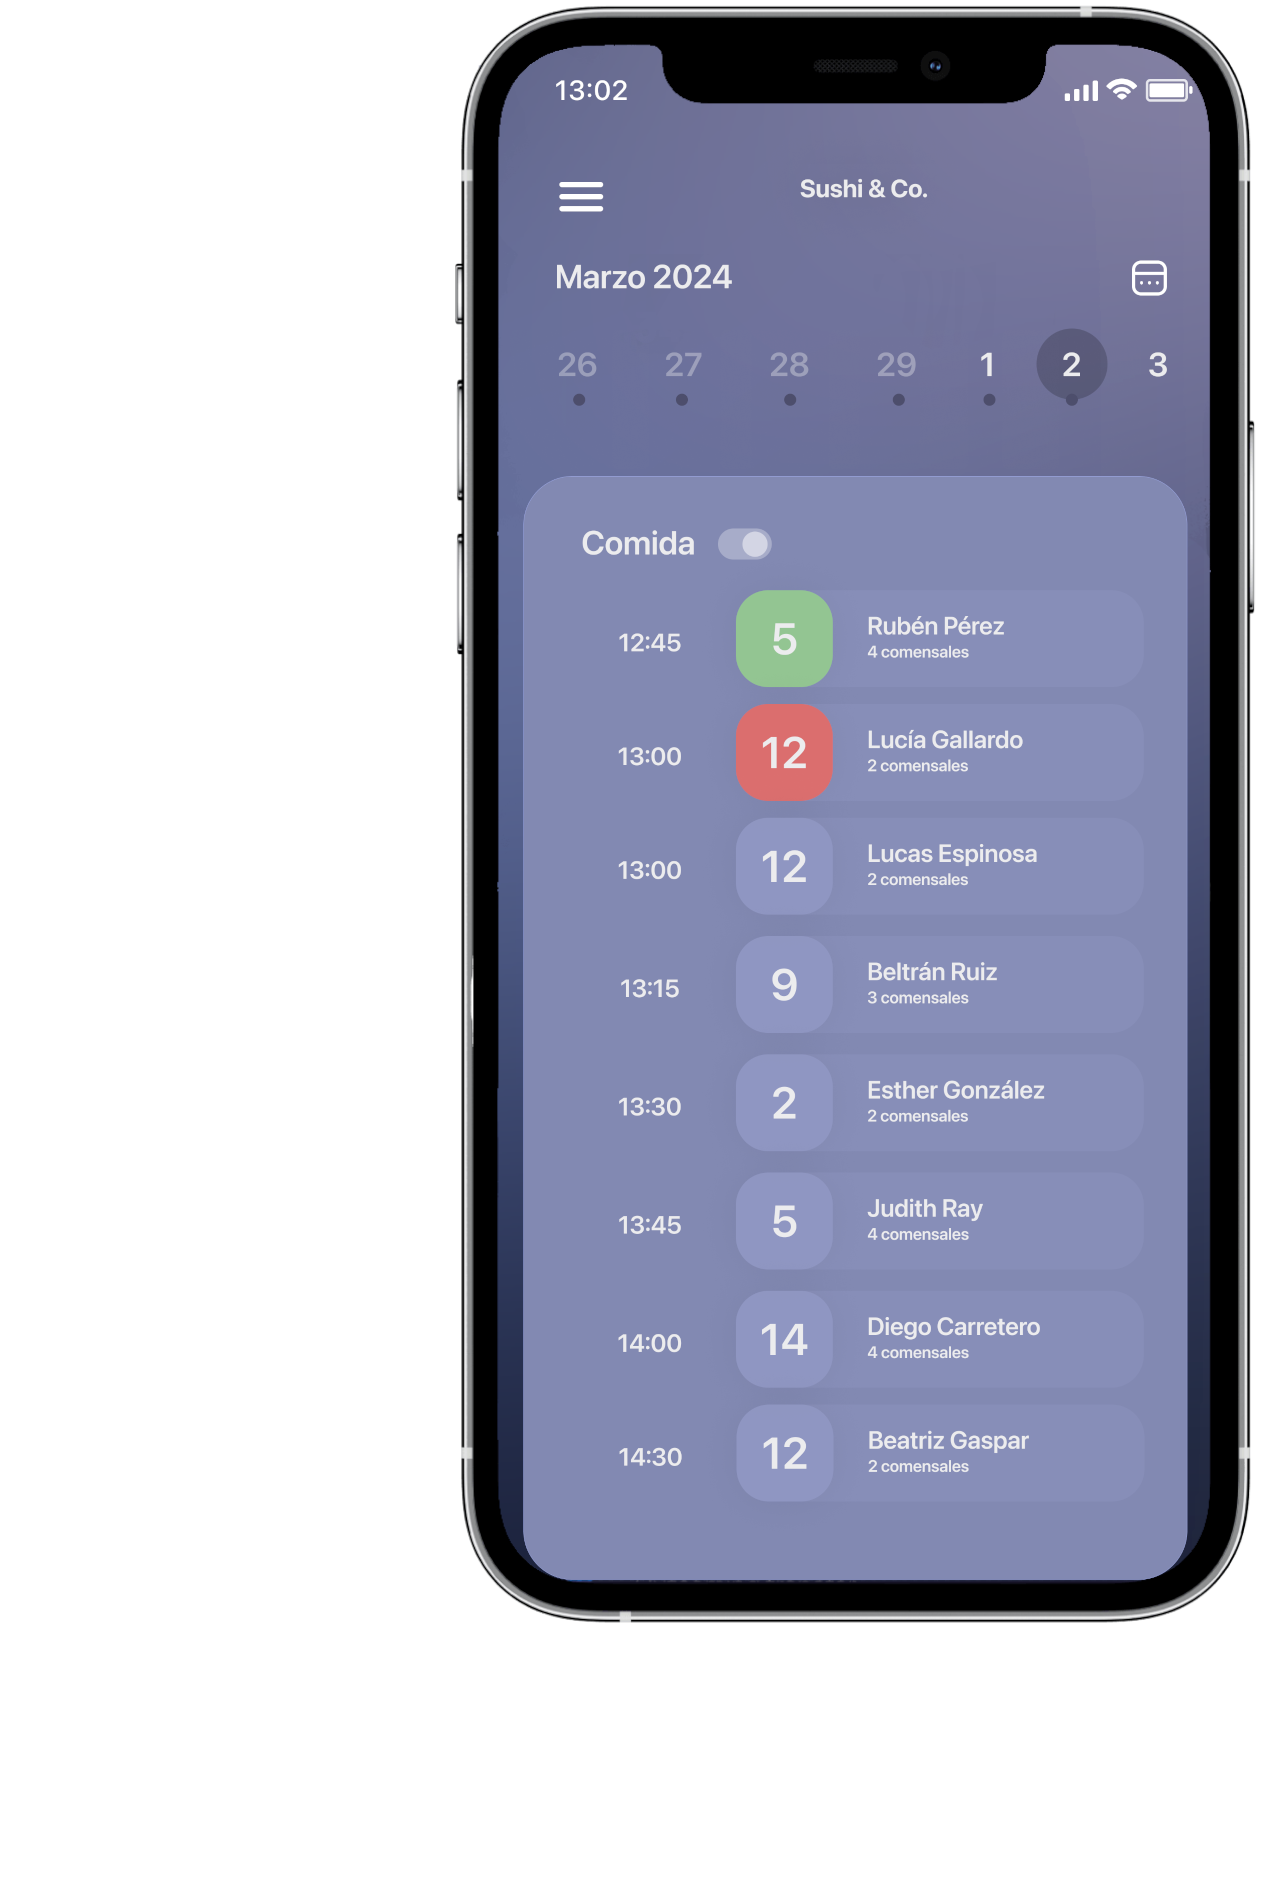 13:02
Sushi & Co.
Marzo 2024
26 27 28 29 1 2 3
Comida
12:45 5 Rubén Pérez
4 comensales
13:00 12 Lucía Gallardo
2 comensales
13:00 12 Lucas Espinosa
2 comensales
13:15 9 Beltrán Ruiz
3 comensales
13:30 2 Esther González
2 comensales
13:45 5 Judith Ray
4 comensales
14:00 14 Diego Carretero
4 comensales
14:30 12 Beatriz Gaspar
2 comensales